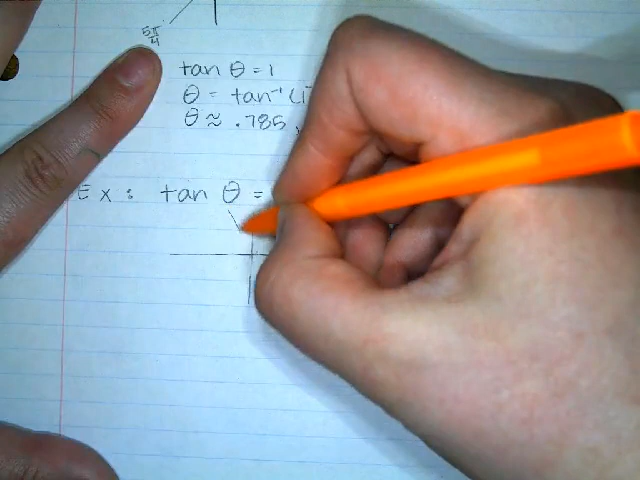 5π/4
tan θ = 1
θ = tan⁻¹ (1
θ ≈ .785,
Ex: tan θ =